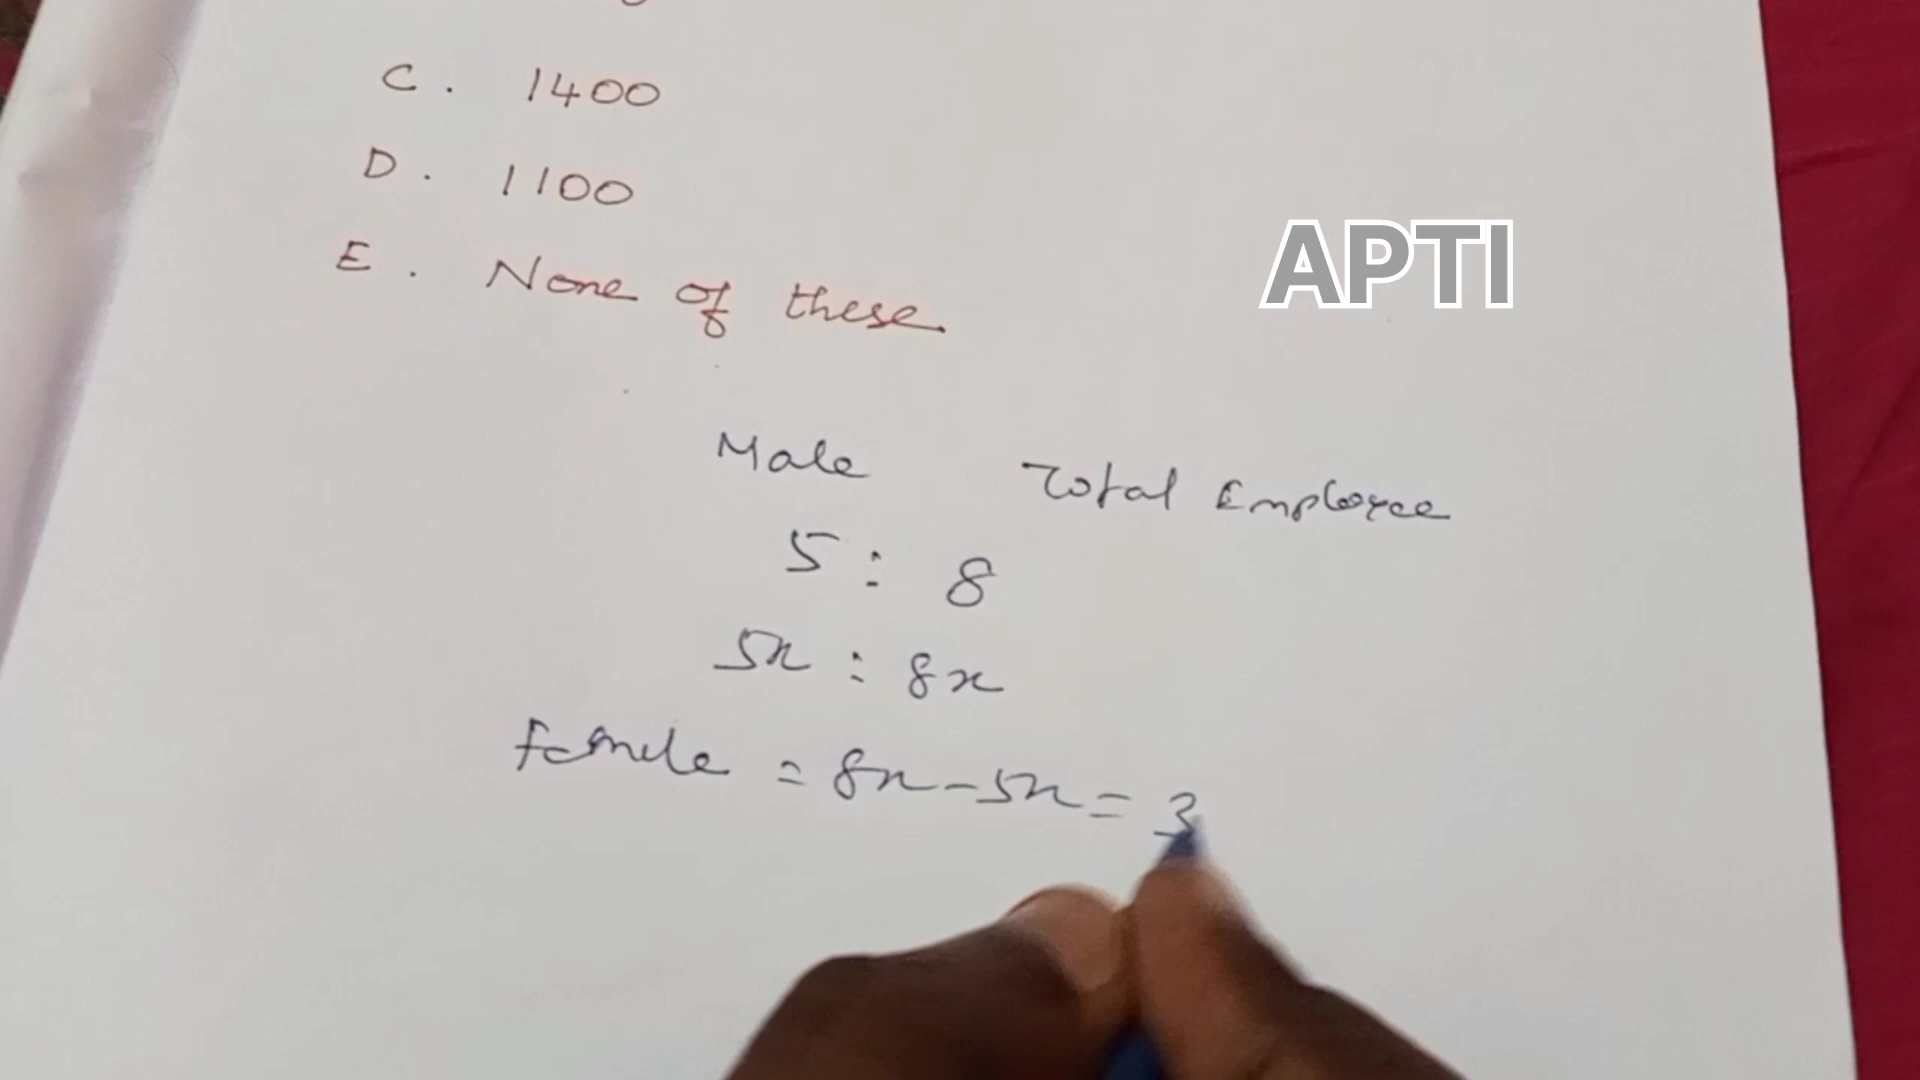 C. 1400
D. 1100
E. None of these
APTI
Male Total Employee
5 : 8
5x : 8x
Female = 8x - 5x = 3